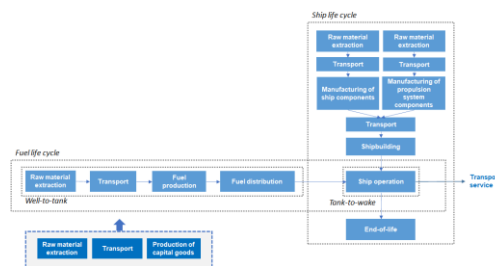 Ship life cycle
Raw material
extraction
Raw material
extraction
Transport
Transport
Manufacturing of
ship components
Manufacturing of
propulsion
system
components
Transport
Shipbuilding
Fuel life cycle
Raw material
extraction
Transport
Fuel
production
Fuel distribution
Ship operation
Transpo
service
Well-to-tank
Tank-to-wake
End-of-life
Raw material
extraction
Transport
Production of
capital goods